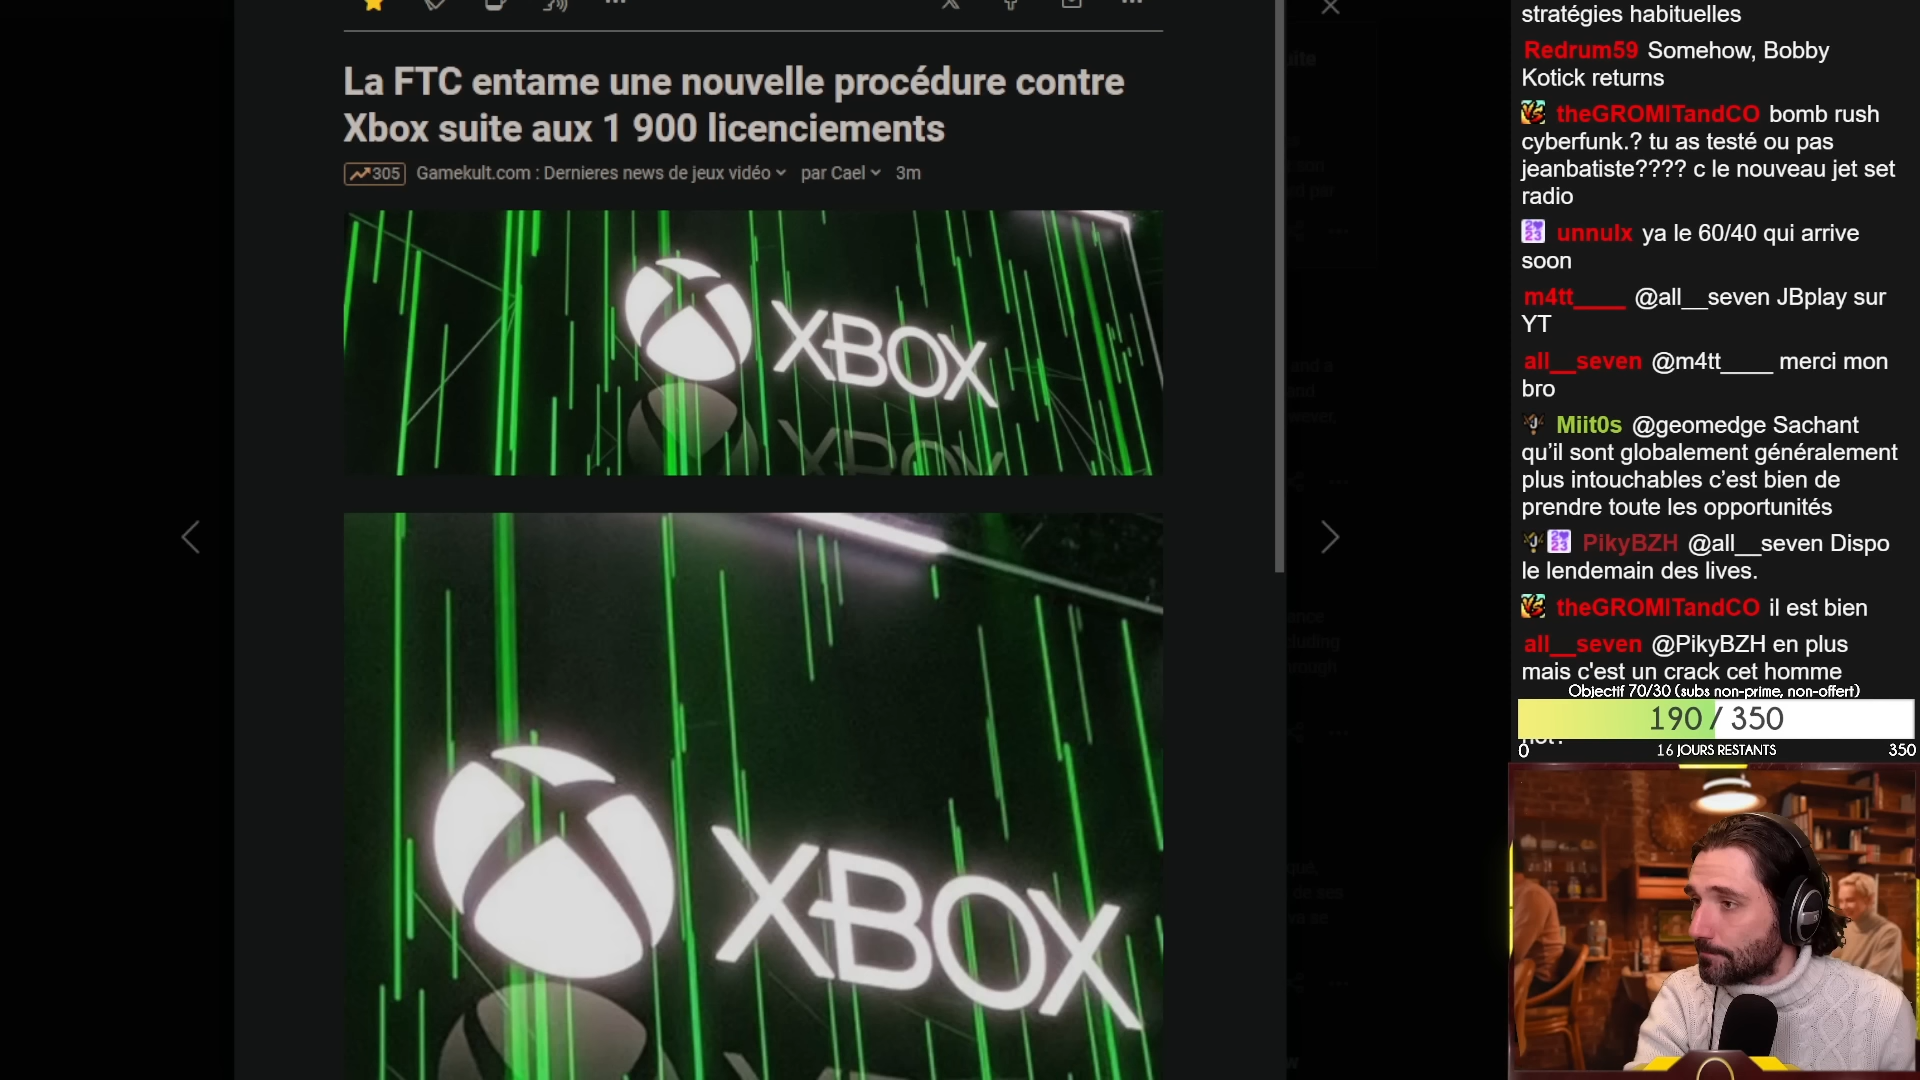 stratégies habituelles
Redrum59 Somehow, Bobby
Kotick returns
theGROMITandCO bomb rush
cyberfunk.? tu as testé ou pas
jeanbatiste???? c le nouveau jet set
radio
unnulx ya le 60/40 qui arrive
soon
m4tt____ @all__seven JBplay sur
YT
all__seven @m4tt____ merci mon
bro
Miit0s @geomedge Sachant
qu’il sont globalement généralement
plus intouchables c’est bien de
prendre toute les opportunités
PikyBZH @all__seven Dispo
le lendemain des lives.
theGROMITandCO il est bien
all__seven @PikyBZH en plus
mais c'est un crack cet homme
Objectif 70/30 (subs non-prime, non-offert)
190 / 350
0 16 JOURS RESTANTS 350
La FTC entame une nouvelle procédure contre
Xbox suite aux 1 900 licenciements
305 Gamekult.com : Dernieres news de jeux vidéo par Cael 3m
XBOX
XBOX
XBOX